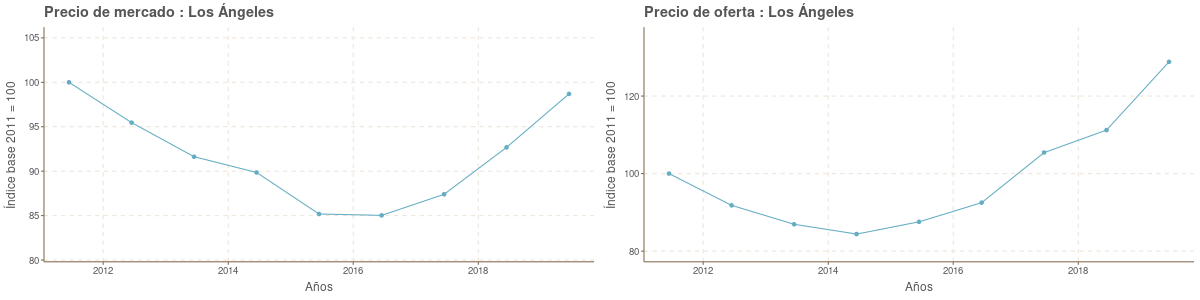 Precio de mercado : Los Ángeles
Índice base 2011 = 100
105
100
95
90
85
80
2012
2014
2016
2018
Años
Precio de oferta : Los Ángeles
Índice base 2011 = 100
120
100
80
2012
2014
2016
2018
Años